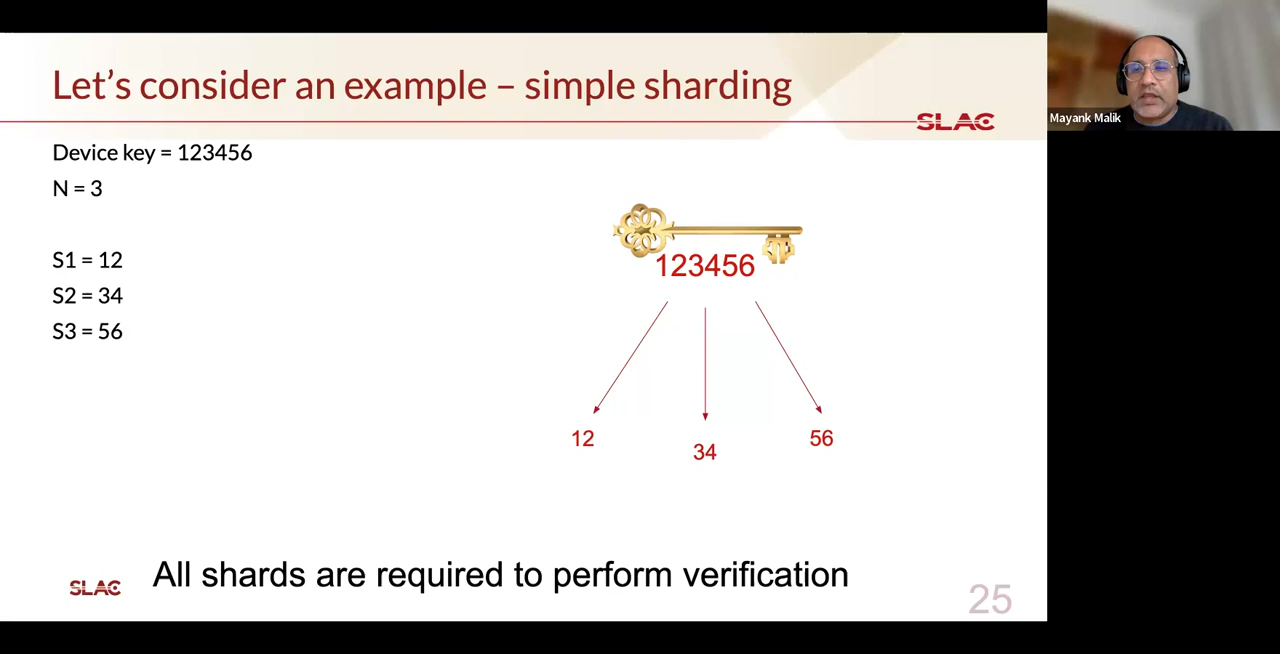 Let's consider an example – simple sharding
SLAC
Mayank Malik
Device key = 123456
N = 3
S1 = 12
S2 = 34
S3 = 56
123456
12
34
56
All shards are required to perform verification
SLAC
25